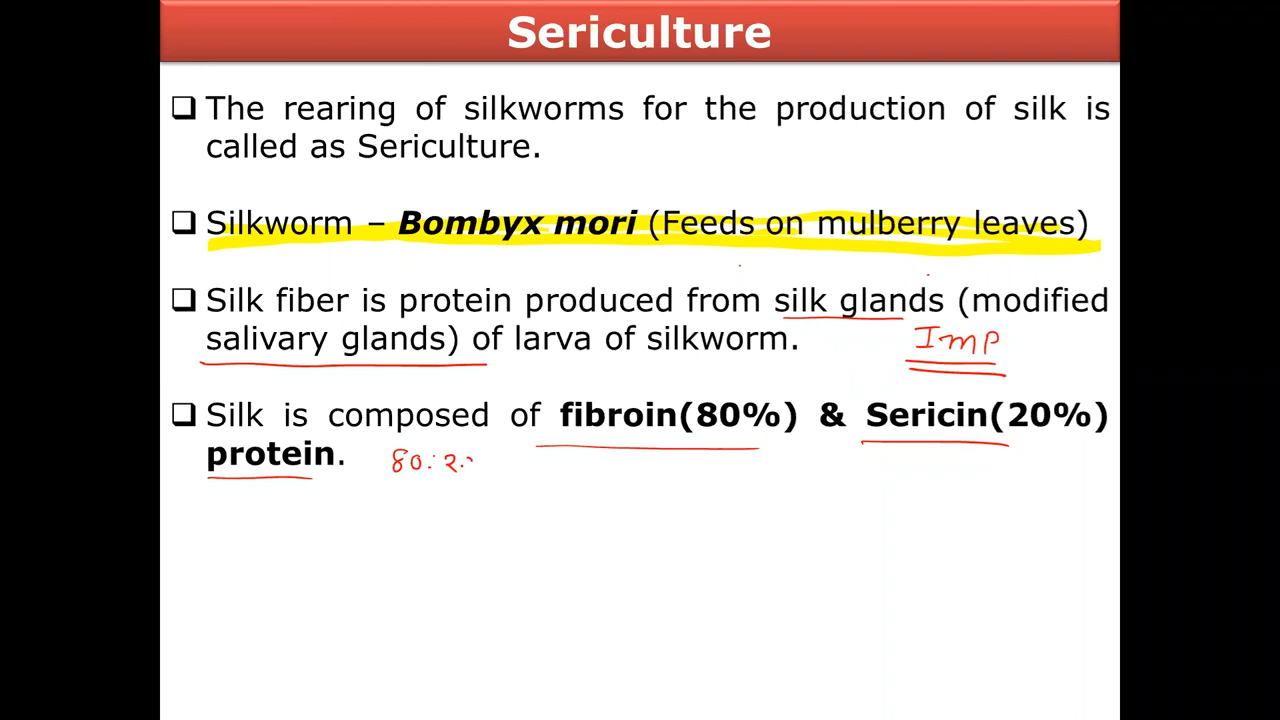 Sericulture
❑ The rearing of silkworms for the production of silk is
called as Sericulture.
❑ Silkworm – Bombyx mori (Feeds on mulberry leaves)
❑ Silk fiber is protein produced from silk glands (modified
salivary glands) of larva of silkworm.
Imp
❑ Silk is composed of fibroin(80%) & Sericin(20%)
protein.
80:2